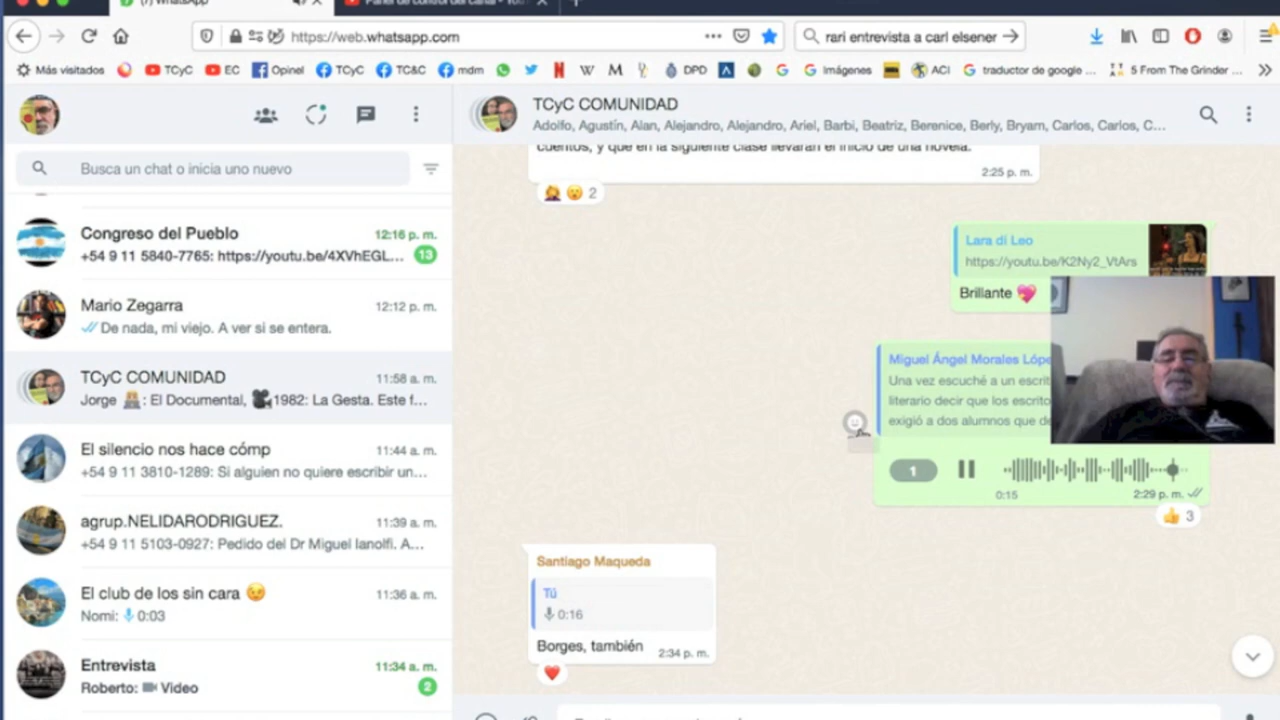 WhatsApp
Panel de control del canal - You
https://web.whatsapp.com
rari entrevista a carl elsener
Más visitados
TCyC
EC
Opinel
TCyC
TC&C
mdm
DPD
Imágenes
ACI
traductor de google ...
5 From The Grinder ...
TCyC COMUNIDAD
Adolfo, Agustín, Alan, Alejandro, Alejandro, Ariel, Barbi, Beatriz, Berenice, Berly, Bryam, Carlos, Carlos, C...
Busca un chat o inicia uno nuevo
Congreso del Pueblo
12:16 p. m.
+54 9 11 5840-7765: https://youtu.be/4XVhEGL...
13
Mario Zegarra
12:12 p. m.
De nada, mi viejo. A ver si se entera.
TCyC COMUNIDAD
11:58 a. m.
Jorge 👨🏼‍💻: El Documental, 🎥1982: La Gesta. Este f...
El silencio nos hace cómp
11:44 a. m.
+54 9 11 3810-1289: Si alguien no quiere escribir un...
agrup.NELIDARODRIGUEZ.
11:39 a. m.
+54 9 11 5103-0927: Pedido del Dr Miguel Ianolfi. A...
El club de los sin cara 😉
11:36 a. m.
Nomi: 0:03
Entrevista
11:34 a. m.
Roberto: Video
2
cuentos, y que en la siguiente clase llevaran el inicio de una novela.
2:25 p. m.
🤦‍♀️ 😮 2
Lara di Leo
https://youtu.be/K2Ny2_VtArs
Brillante 💖
Miguel Ángel Morales Lópe
Una vez escuché a un escrit
literario decir que los escrito
exigió a dos alumnos que de
1
0:15
2:29 p. m.
👍 3
Santiago Maqueda
Tú
0:16
Borges, también
2:34 p. m.
❤️